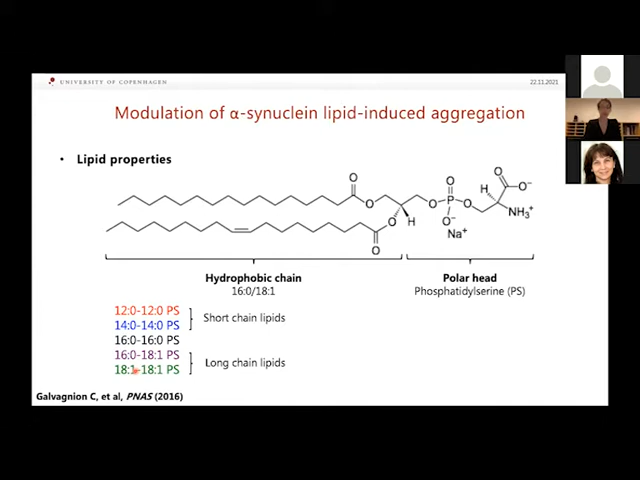 UNIVERSITY OF COPENHAGEN
22.11.2021
Modulation of α-synuclein lipid-induced aggregation
• Lipid properties
O
O
O
H
O
O
P
O
O⁻
Na⁺
O
H
O⁻
NH₃⁺
Hydrophobic chain
16:0/18:1
Polar head
Phosphatidylserine (PS)
12:0-12:0 PS
14:0-14:0 PS
Short chain lipids
16:0-16:0 PS
16:0-18:1 PS
18:1-18:1 PS
Long chain lipids
Galvagnion C, et al, PNAS (2016)